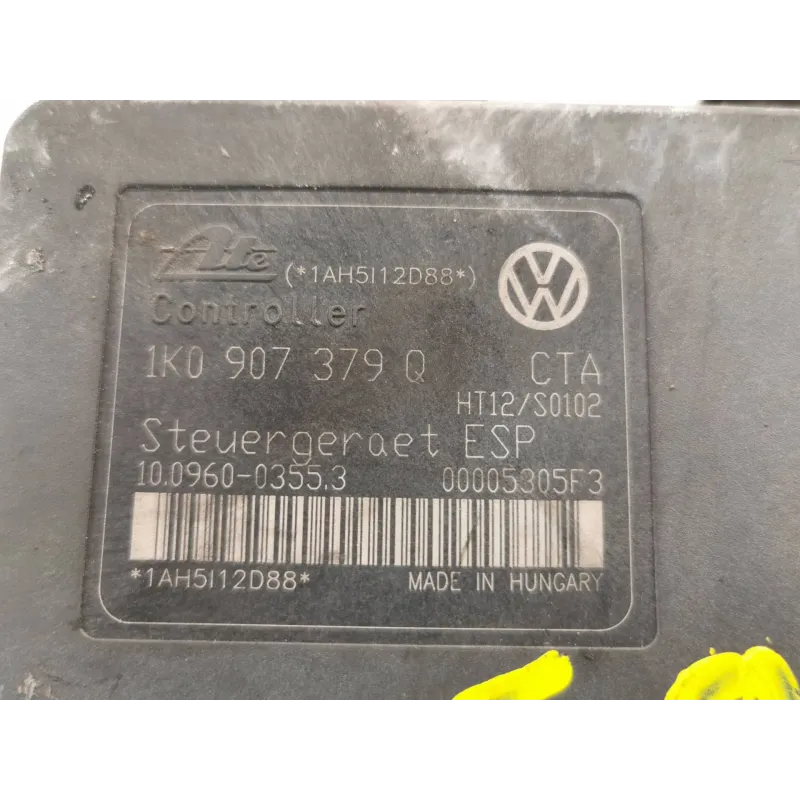 Ate (*1AH5I12D88*)
Controller
1K0 907 379 Q CTA
HT12/S0102
Steuergeraet ESP
10.0960-0355.3 00005305F3
*1AH5I12D88* MADE IN HUNGARY